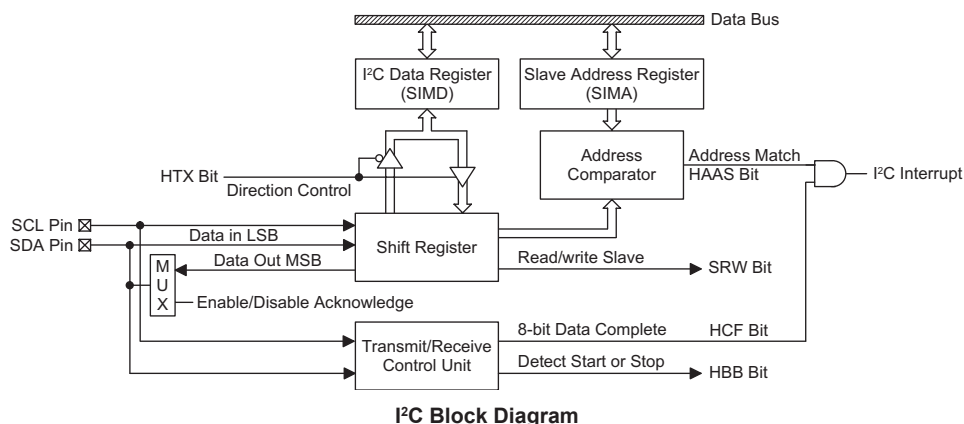 Data Bus
I²C Data Register
(SIMD)
Slave Address Register
(SIMA)
HTX Bit
Direction Control
Address
Comparator
Address Match
HAAS Bit
I²C Interrupt
SCL Pin
SDA Pin
Data in LSB
Shift Register
Data Out MSB
Read/write Slave
SRW Bit
M
U
X
Enable/Disable Acknowledge
Transmit/Receive
Control Unit
8-bit Data Complete
HCF Bit
Detect Start or Stop
HBB Bit
I²C Block Diagram